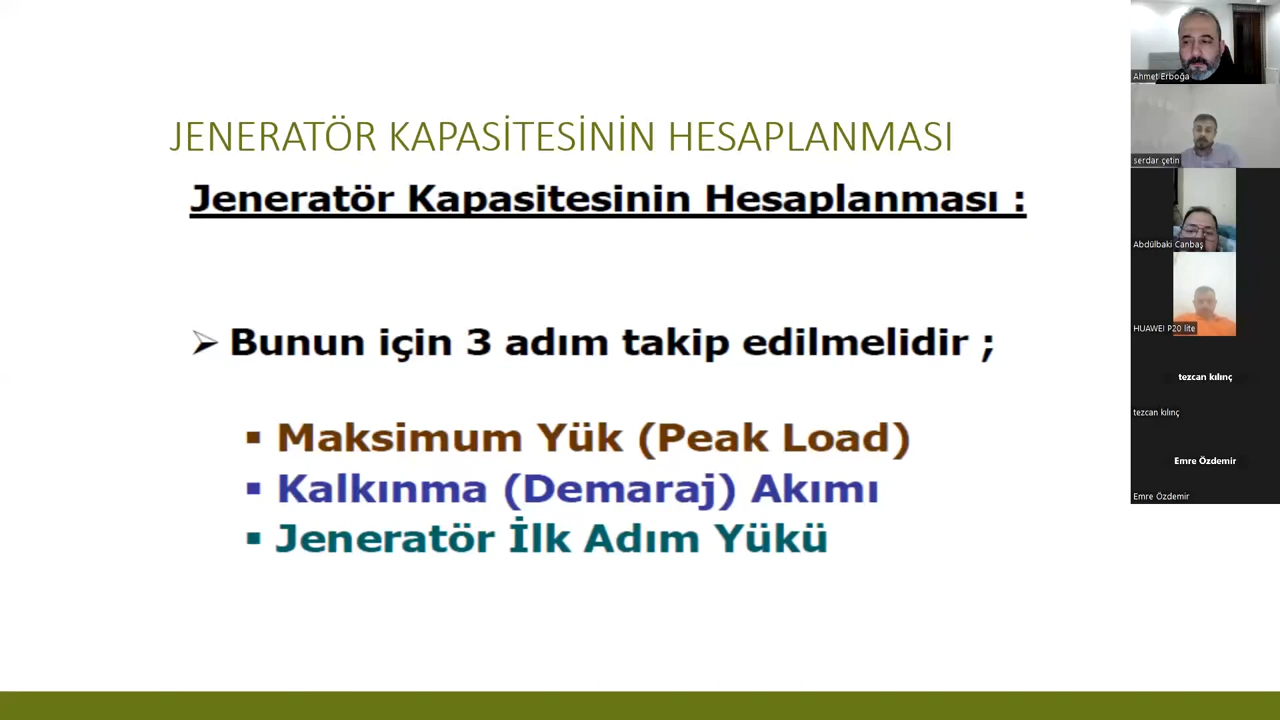 JENERATÖR KAPASİTESİNİN HESAPLANMASI
Jeneratör Kapasitesinin Hesaplanması :
➢ Bunun için 3 adım takip edilmelidir ;
▪ Maksimum Yük (Peak Load)
▪ Kalkınma (Demaraj) Akımı
▪ Jeneratör İlk Adım Yükü
Ahmet Erboğa
serdar çetin
Abdülbaki Canbaş
HUAWEI P20 lite
tezcan kılınç
tezcan kılınç
Emre Özdemir
Emre Özdemir